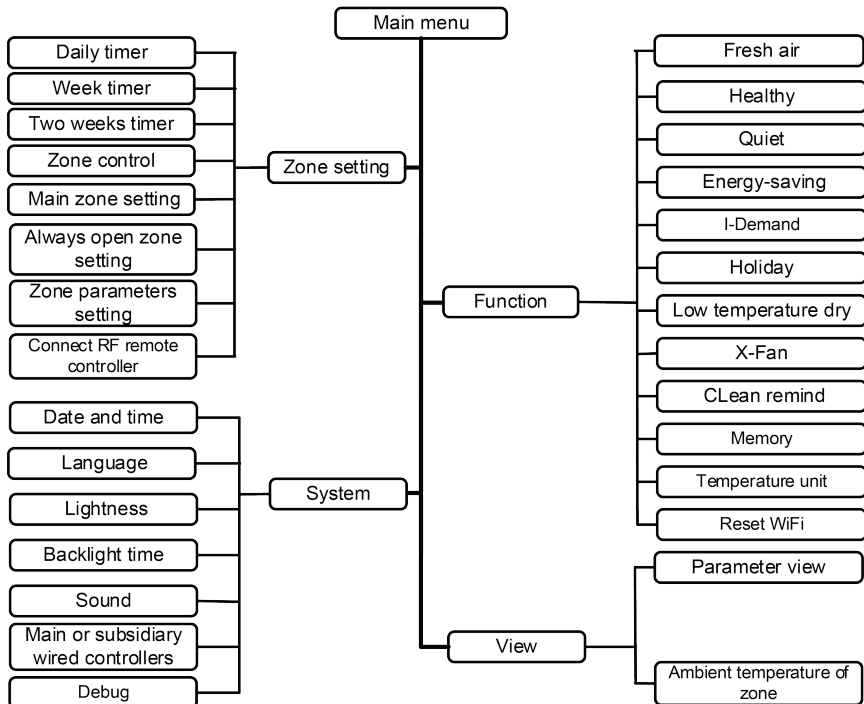 Main menu
Daily timer
Week timer
Two weeks timer
Zone control
Main zone setting
Always open zone
setting
Zone parameters
setting
Connect RF remote
controller
Zone setting
Date and time
Language
Lightness
Backlight time
Sound
Main or subsidiary
wired controllers
Debug
System
Function
Fresh air
Healthy
Quiet
Energy-saving
I-Demand
Holiday
Low temperature dry
X-Fan
CLean remind
Memory
Temperature unit
Reset WiFi
View
Parameter view
Ambient temperature of
zone